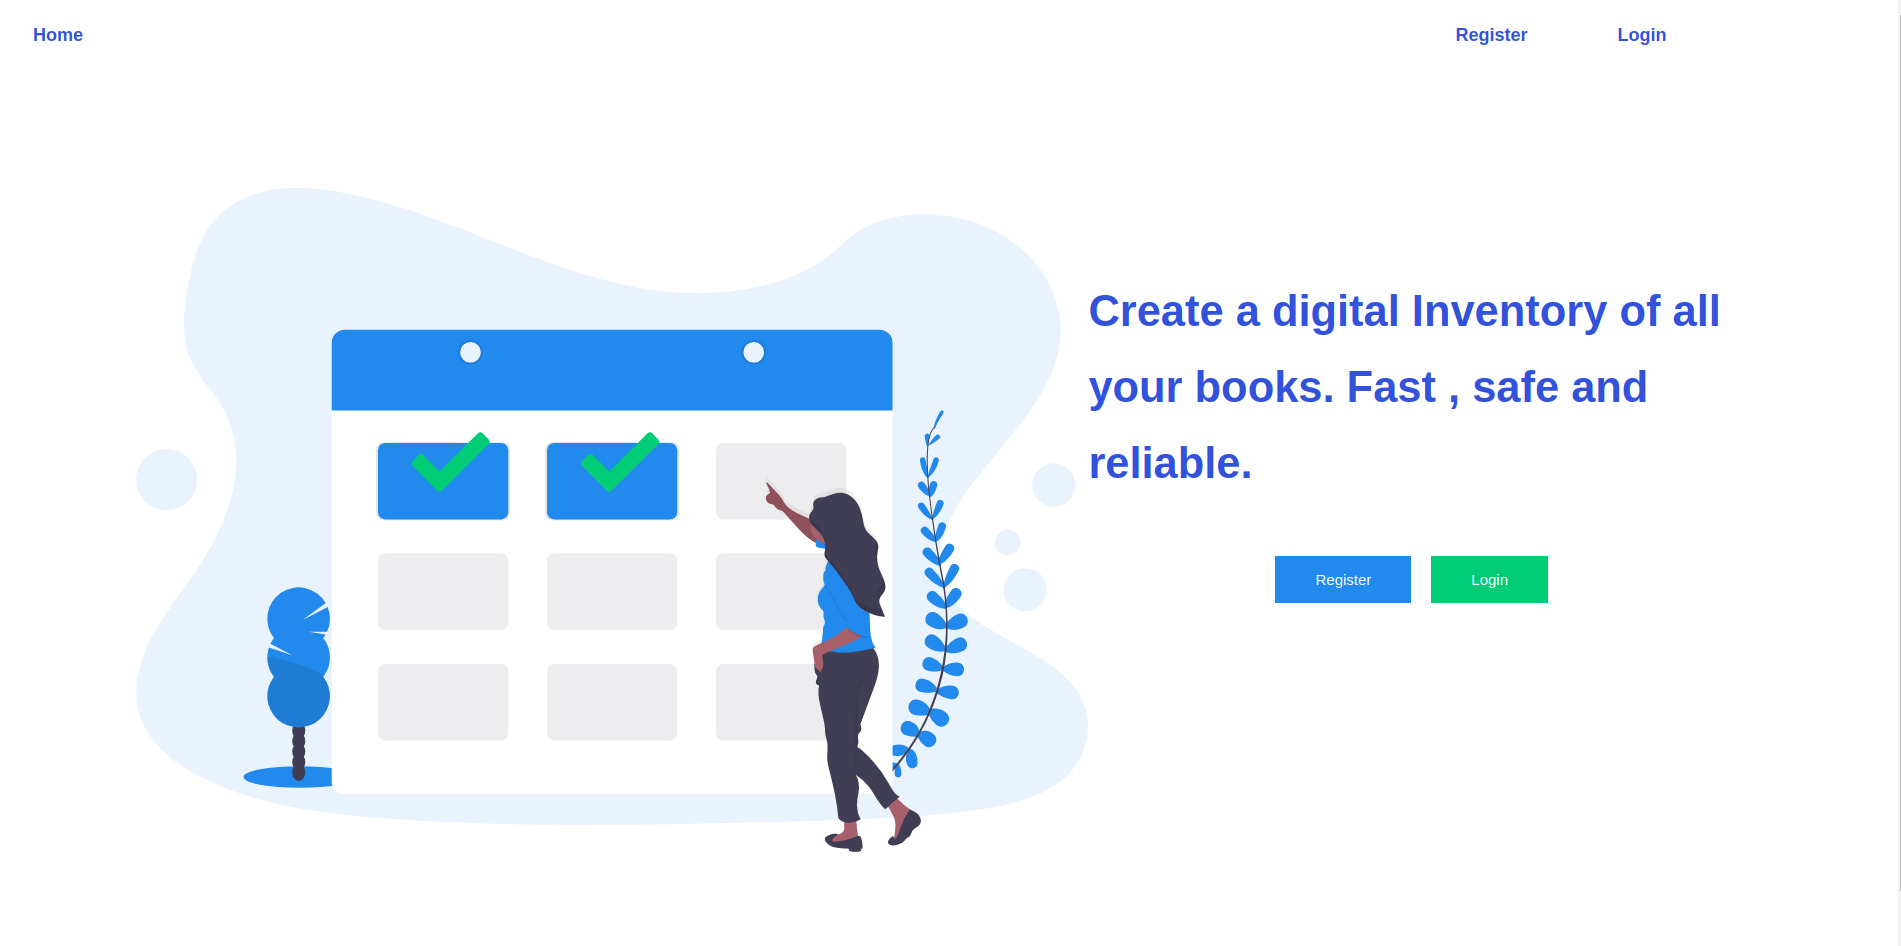 Home
Register
Login
Create a digital Inventory of all
your books. Fast , safe and
reliable.
Register
Login